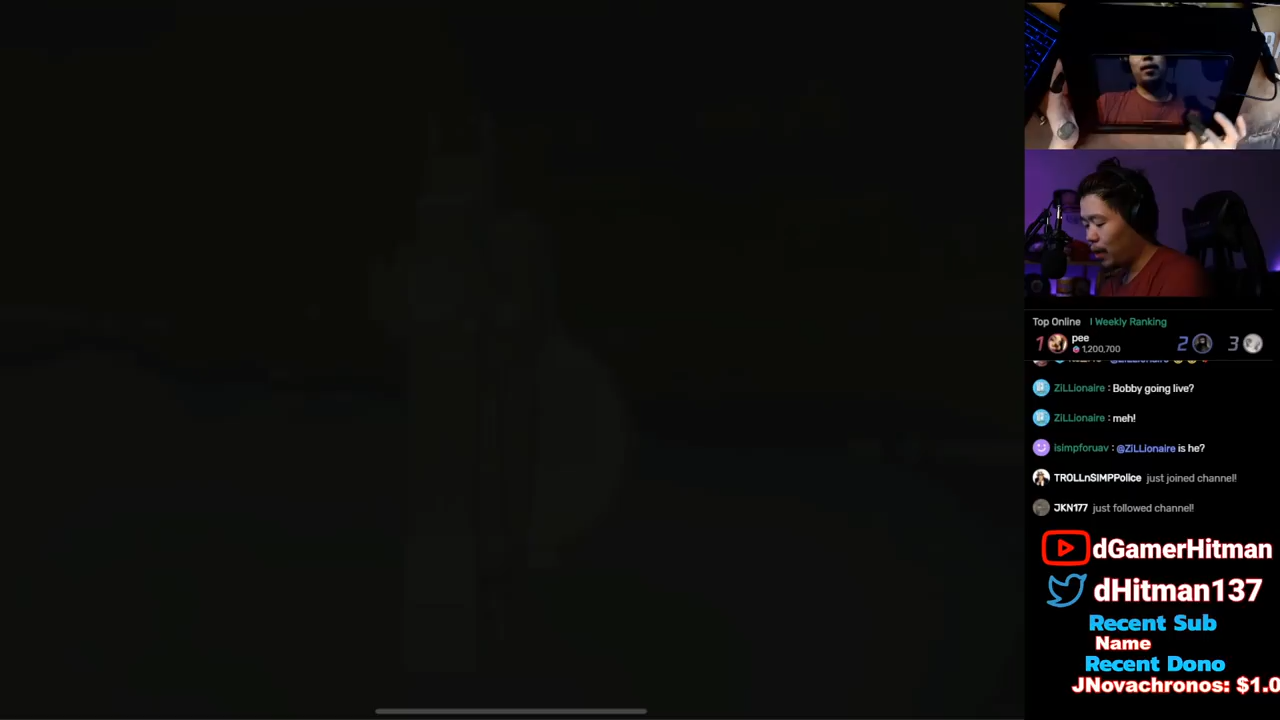 Top Online | Weekly Ranking
1 pee 2 3
1,200,700
ZiLLionaire : Bobby going live?
ZiLLionaire : meh!
isimpforuav : @ZiLLionaire is he?
TROLLnSIMPPolice just joined channel!
JKN177 just followed channel!
dGamerHitman
dHitman137
Recent Sub
Name
Recent Dono
JNovachronos: $1.0